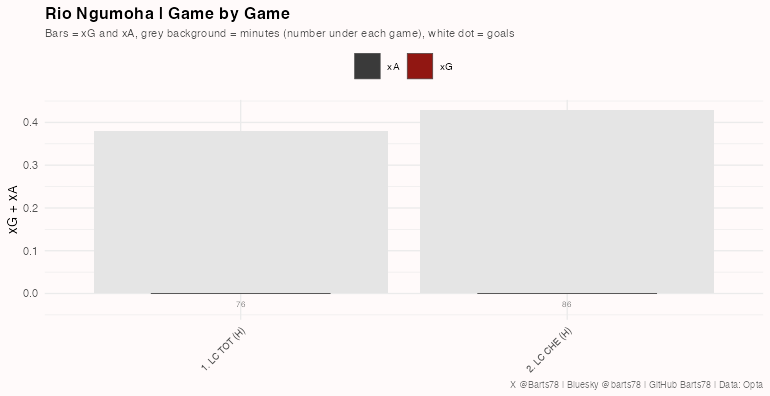 Rio Ngumoha | Game by Game
Bars = xG and xA, grey background = minutes (number under each game), white dot = goals
xA xG
xG + xA
0.4
0.3
0.2
0.1
0.0
76 86
1. LC TOT (H) 2. LC CHE (H)
X @Barts78 | Bluesky @barts78 | GitHub Barts78 | Data: Opta